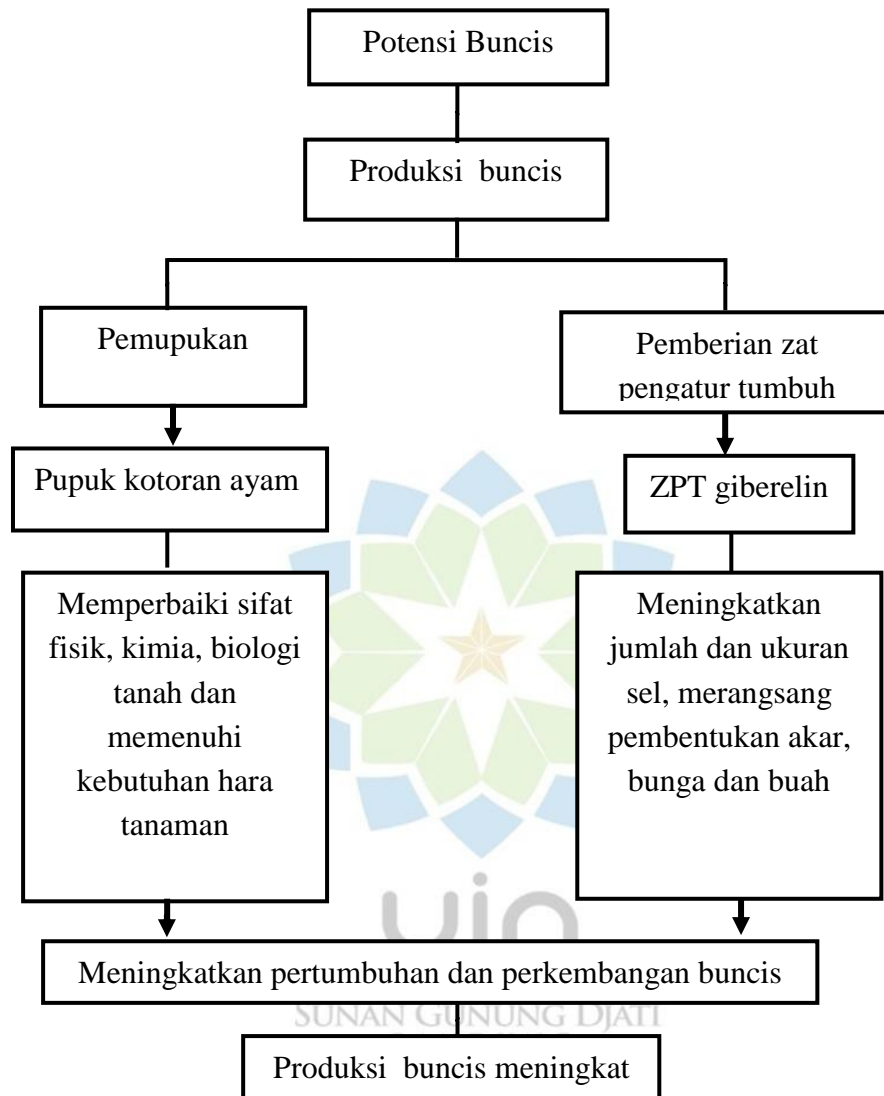 Potensi Buncis
Produksi buncis
Pemupukan
Pemberian zat
pengatur tumbuh
Pupuk kotoran ayam
ZPT giberelin
Memperbaiki sifat
fisik, kimia, biologi
tanah dan
memenuhi
kebutuhan hara
tanaman
Meningkatkan
jumlah dan ukuran
sel, merangsang
pembentukan akar,
bunga dan buah
uin
Meningkatkan pertumbuhan dan perkembangan buncis
SUNAN GUNUNG DJATI
Produksi buncis meningkat